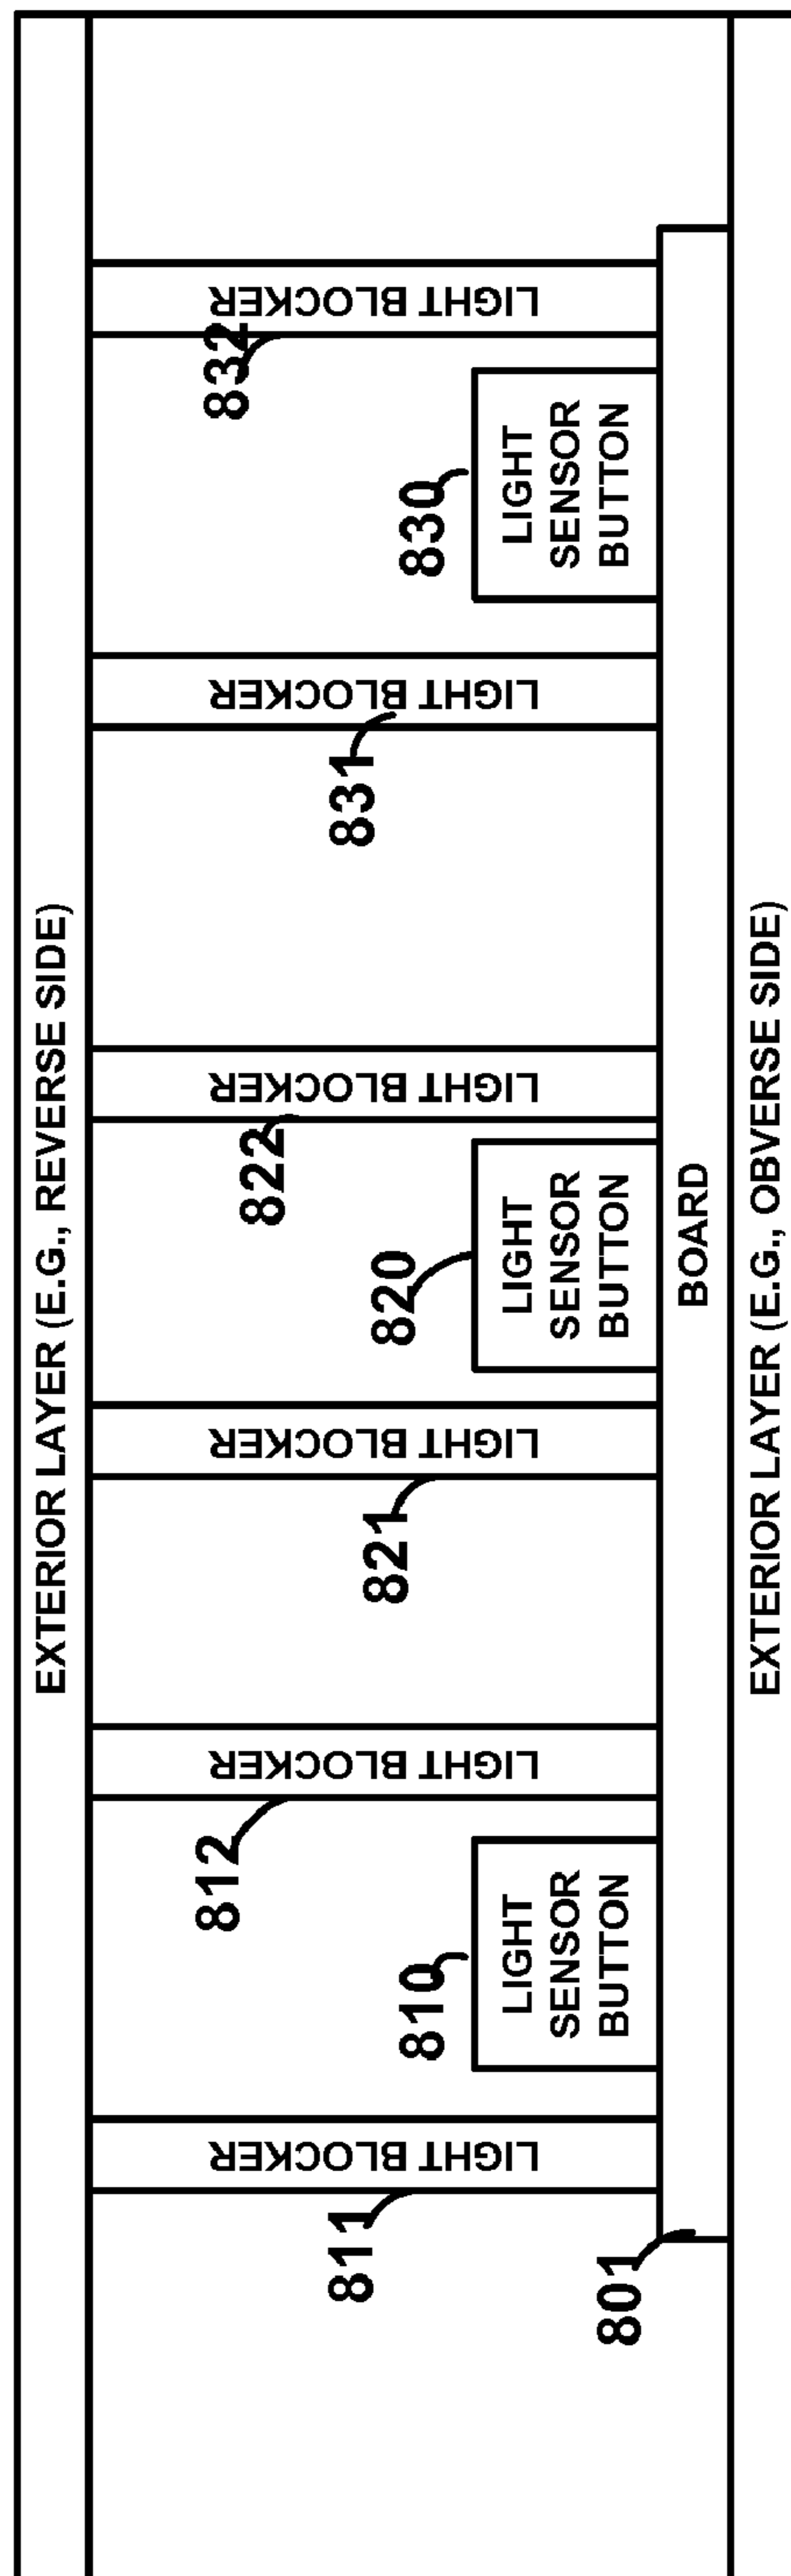 EXTERIOR LAYER (E.G., REVERSE SIDE)
811
LIGHT BLOCKER
810
LIGHT
SENSOR
BUTTON
812
LIGHT BLOCKER
821
LIGHT BLOCKER
820
LIGHT
SENSOR
BUTTON
822
LIGHT BLOCKER
831
LIGHT BLOCKER
830
LIGHT
SENSOR
BUTTON
832
LIGHT BLOCKER
801
BOARD
EXTERIOR LAYER (E.G., OBVERSE SIDE)